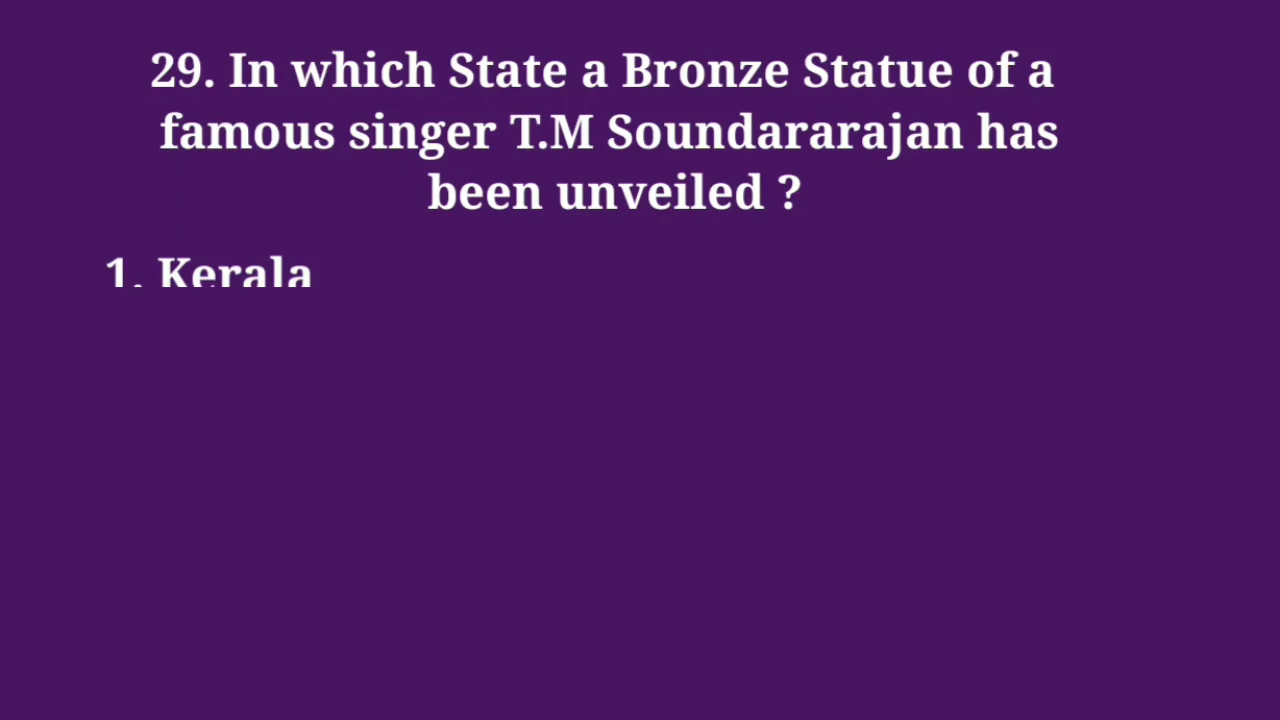 29. In which State a Bronze Statue of a
famous singer T.M Soundararajan has
been unveiled ?
1. Kerala